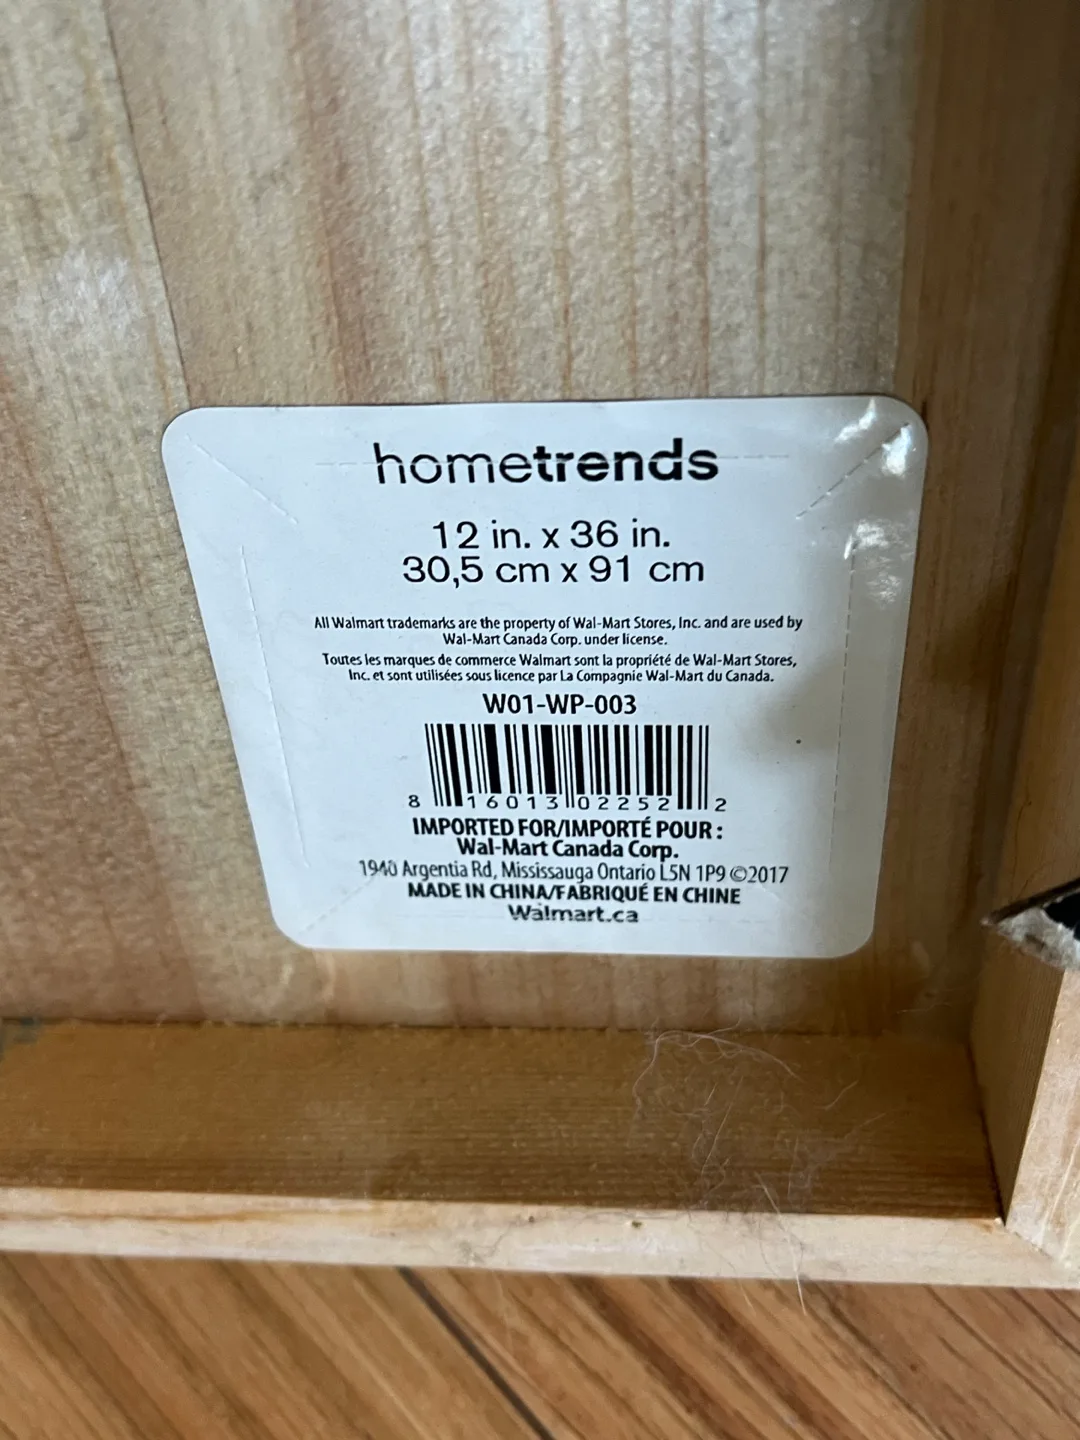 hometrends
12 in. x 36 in.
30,5 cm x 91 cm
All Walmart trademarks are the property of Wal-Mart Stores, Inc. and are used by
Wal-Mart Canada Corp. under license.
Toutes les marques de commerce Walmart sont la propriété de Wal-Mart Stores,
Inc. et sont utilisées sous licence par La Compagnie Wal-Mart du Canada.
W01-WP-003
8 16013 02252 2
IMPORTED FOR/IMPORTÉ POUR :
Wal-Mart Canada Corp.
1940 Argentia Rd, Mississauga Ontario L5N 1P9 ©2017
MADE IN CHINA/FABRIQUÉ EN CHINE
Walmart.ca